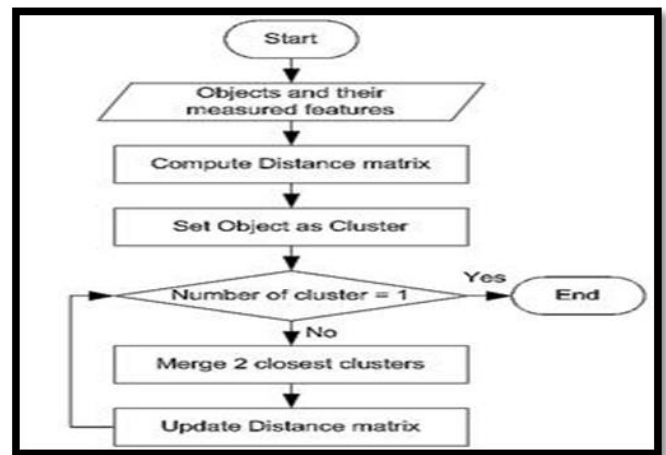 Start
Objects and their
measured features
Compute Distance matrix
Set Object as Cluster
Number of cluster = 1
Yes
End
No
Merge 2 closest clusters
Update Distance matrix